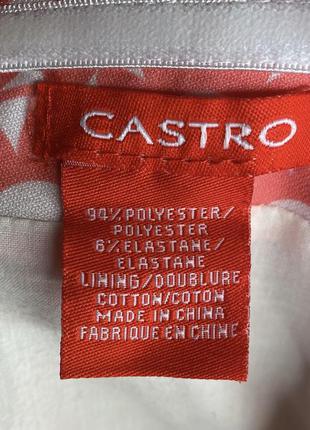 CASTRO
94% POLYESTER/
POLYESTER
6% ELASTANE/
ELASTANE
LINING/DOUBLURE
COTTON/COTON
MADE IN CHINA
FABRIQUE EN CHINE